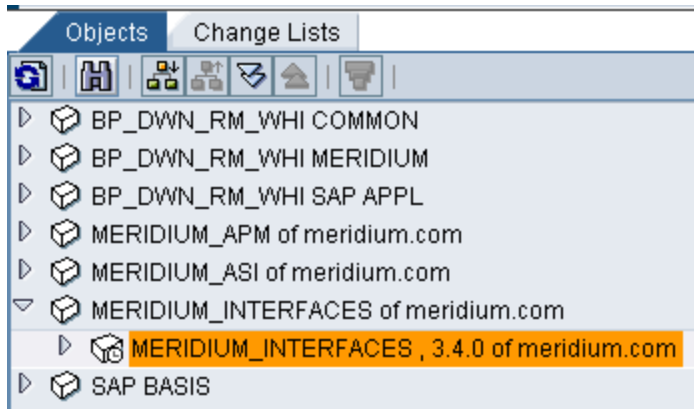 Objects Change Lists
BP_DWN_RM_WHI COMMON
BP_DWN_RM_WHI MERIDIUM
BP_DWN_RM_WHI SAP APPL
MERIDIUM_APM of meridium.com
MERIDIUM_ASI of meridium.com
MERIDIUM_INTERFACES of meridium.com
MERIDIUM_INTERFACES , 3.4.0 of meridium.com
SAP BASIS